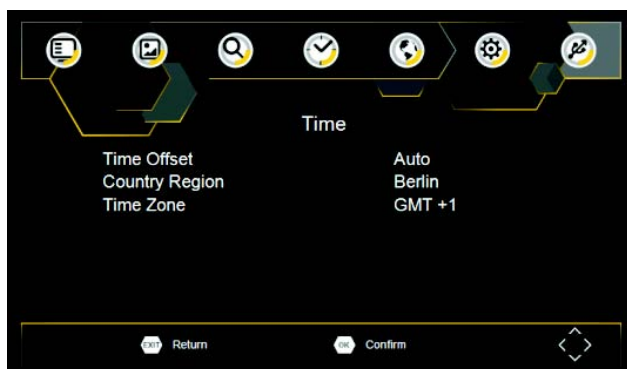 Time
Time Offset Auto
Country Region Berlin
Time Zone GMT +1
EXIT Return OK Confirm